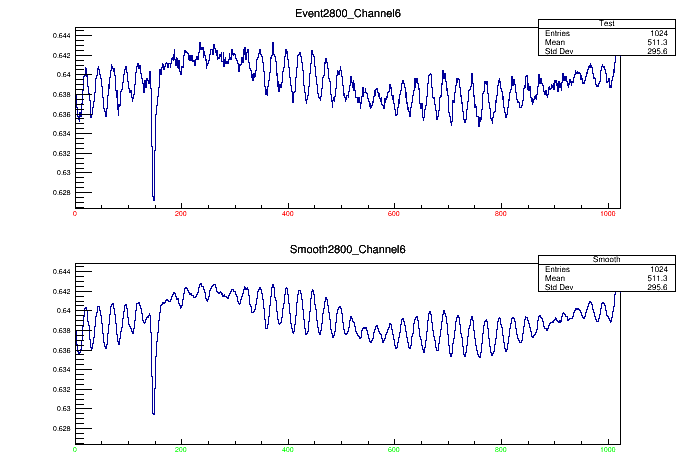 Event2800_Channel6
Test
Entries 1024
Mean 511.3
Std Dev 295.6
0.644
0.642
0.64
0.638
0.636
0.634
0.632
0.63
0.628
0 200 400 600 800 1000
Smooth2800_Channel6
Smooth
Entries 1024
Mean 511.3
Std Dev 295.6
0.644
0.642
0.64
0.638
0.636
0.634
0.632
0.63
0.628
0 200 400 600 800 1000